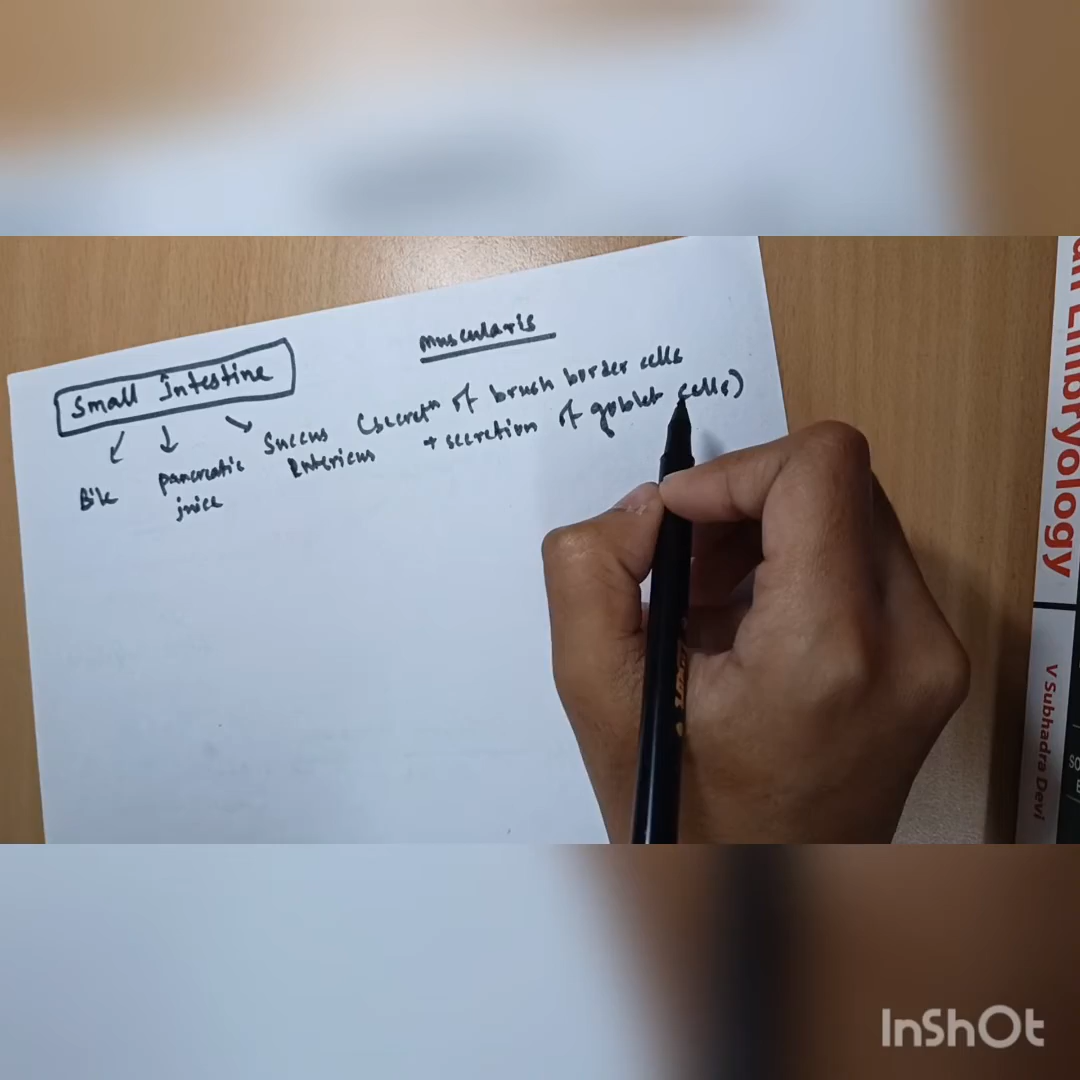 Muscularis
Small Intestine
Bile
pancreatic
juice
Succus
Entericus
(secretn of brush border cells
+ secretion of goblet cells)
Embryology
V Subhadra Devi
InShOt